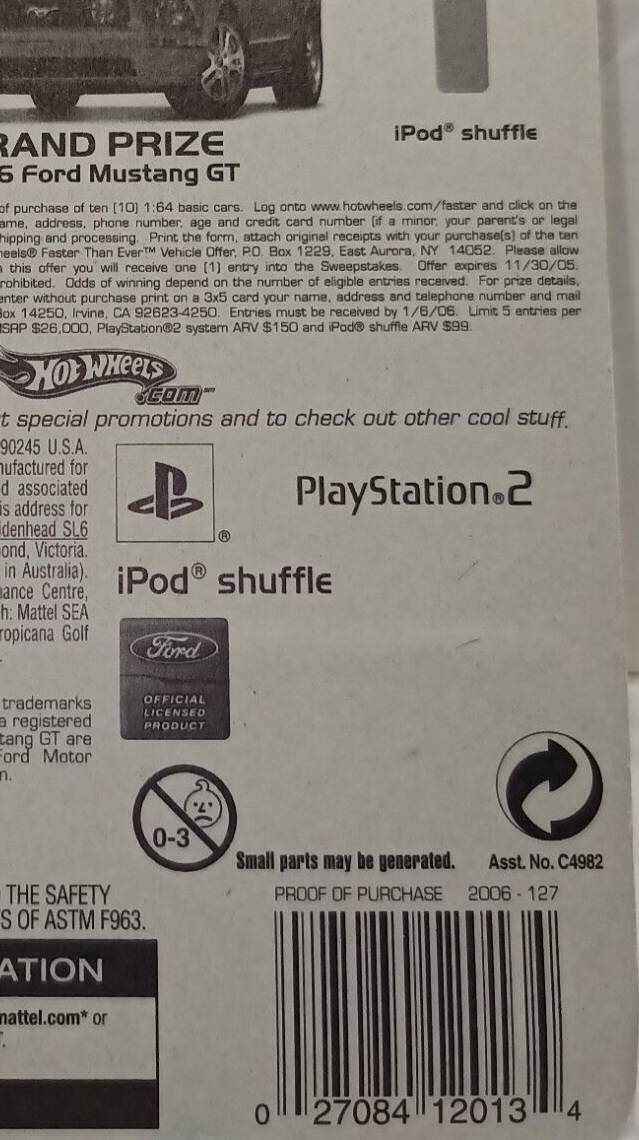 RAND PRIZE
6 Ford Mustang GT
iPod® shuffle
of purchase of ten (10) 1:64 basic cars. Log onto www.hotwheels.com/faster and click on the
ame, address, phone number, age and credit card number (if a minor, your parent's or legal
hipping and processing. Print the form, attach original receipts with your purchase(s) of the ten
heels® Faster Than Ever™ Vehicle Offer, P.O. Box 1229, East Aurora, NY 14052. Please allow
this offer you will receive one (1) entry into the Sweepstakes. Offer expires 11/30/05.
rohibited. Odds of winning depend on the number of eligible entries received. For prize details,
enter without purchase print on a 3x5 card your name, address and telephone number and mail
Box 14250, Irvine, CA 92623-4250. Entries must be received by 1/6/06. Limit 5 entries per
MSRP $26,000, PlayStation®2 system ARV $150 and iPod® shuffle ARV $99.
HOT WHEELS
.COM™
t special promotions and to check out other cool stuff.
90245 U.S.A.
nufactured for
d associated
is address for
idenhead SL6
ond, Victoria.
in Australia).
nance Centre,
h: Mattel SEA
ropicana Golf
®
PlayStation®2
iPod® shuffle
Ford
OFFICIAL
LICENSED
PRODUCT
trademarks
a registered
tang GT are
Ford Motor
n.
0-3
Small parts may be generated.
Asst. No. C4982
THE SAFETY
S OF ASTM F963.
PROOF OF PURCHASE 2006 - 127
ATION
mattel.com* or
T.
0 27084 12013 4